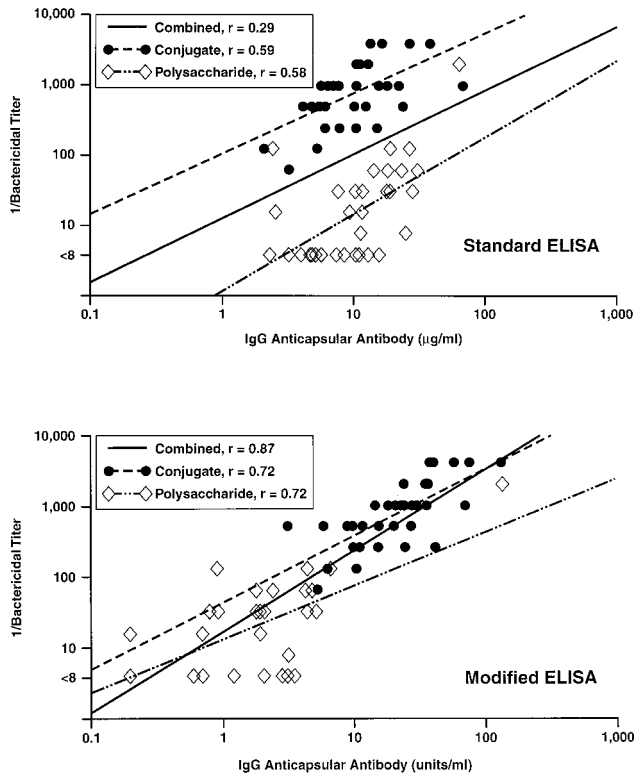 10,000
1,000
100
10
<8
1/Bactericidal Titer
Combined, r = 0.29
Conjugate, r = 0.59
Polysaccharide, r = 0.58
Standard ELISA
0.1 1 10 100 1,000
IgG Anticapsular Antibody (µg/ml)
10,000
1,000
100
10
<8
1/Bactericidal Titer
Combined, r = 0.87
Conjugate, r = 0.72
Polysaccharide, r = 0.72
Modified ELISA
0.1 1 10 100 1,000
IgG Anticapsular Antibody (units/ml)